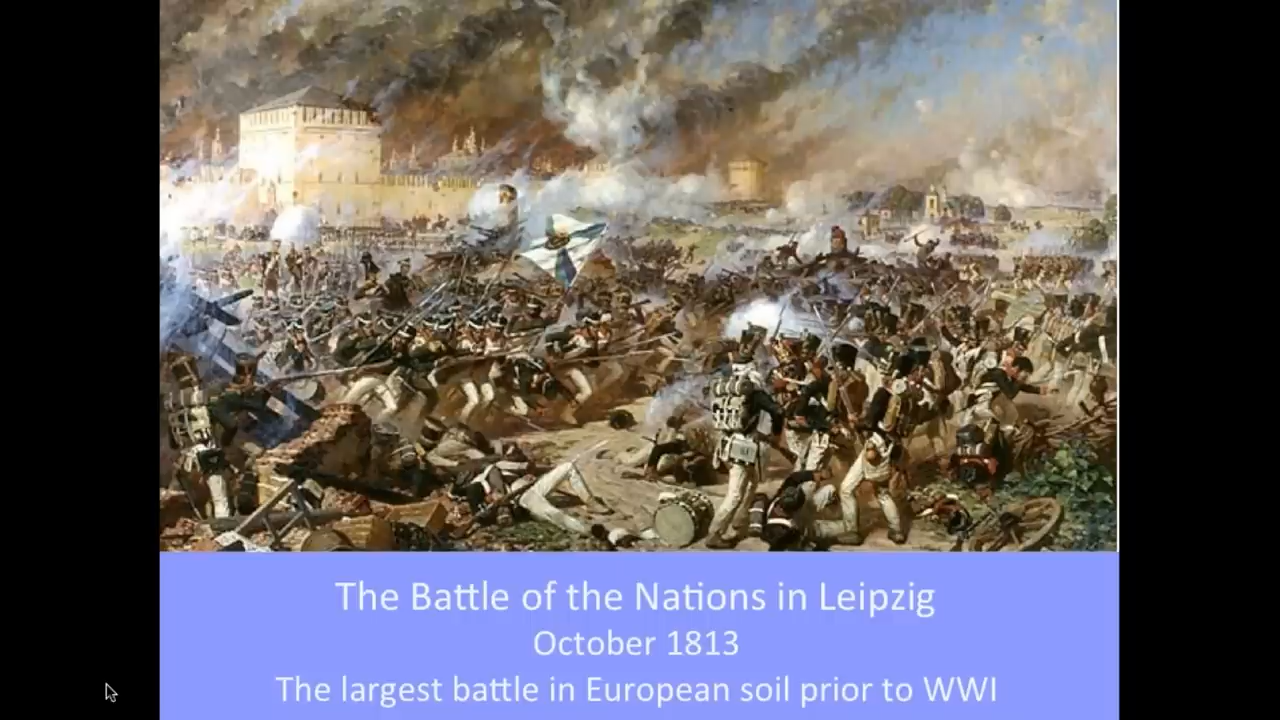 The Battle of the Nations in Leipzig
October 1813
The largest battle in European soil prior to WWI